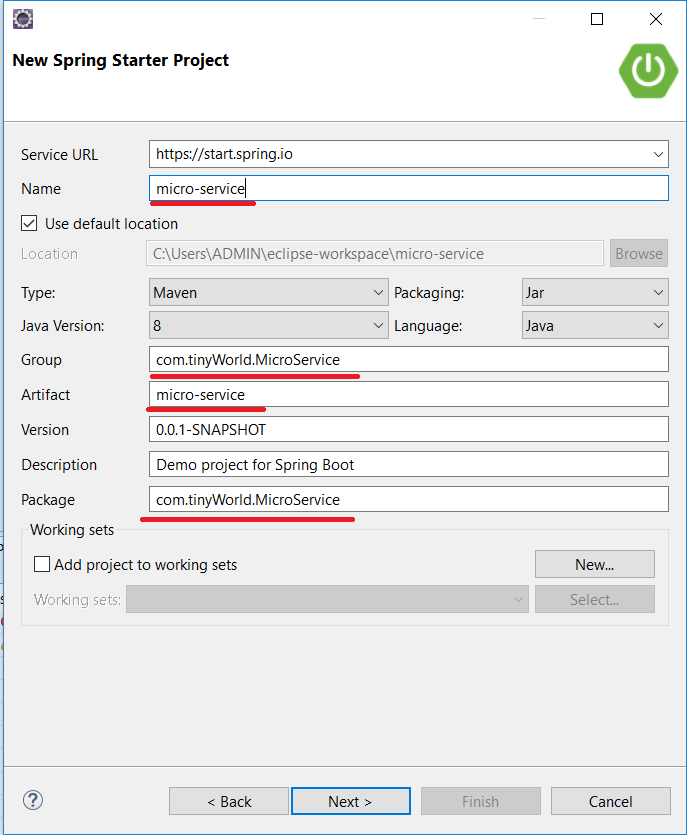 New Spring Starter Project
Service URL https://start.spring.io
Name micro-service
Use default location
Location C:\Users\ADMIN\eclipse-workspace\micro-service Browse
Type: Maven Packaging: Jar
Java Version: 8 Language: Java
Group com.tinyWorld.MicroService
Artifact micro-service
Version 0.0.1-SNAPSHOT
Description Demo project for Spring Boot
Package com.tinyWorld.MicroService
Working sets
Add project to working sets New...
Working sets: Select...
? < Back Next > Finish Cancel